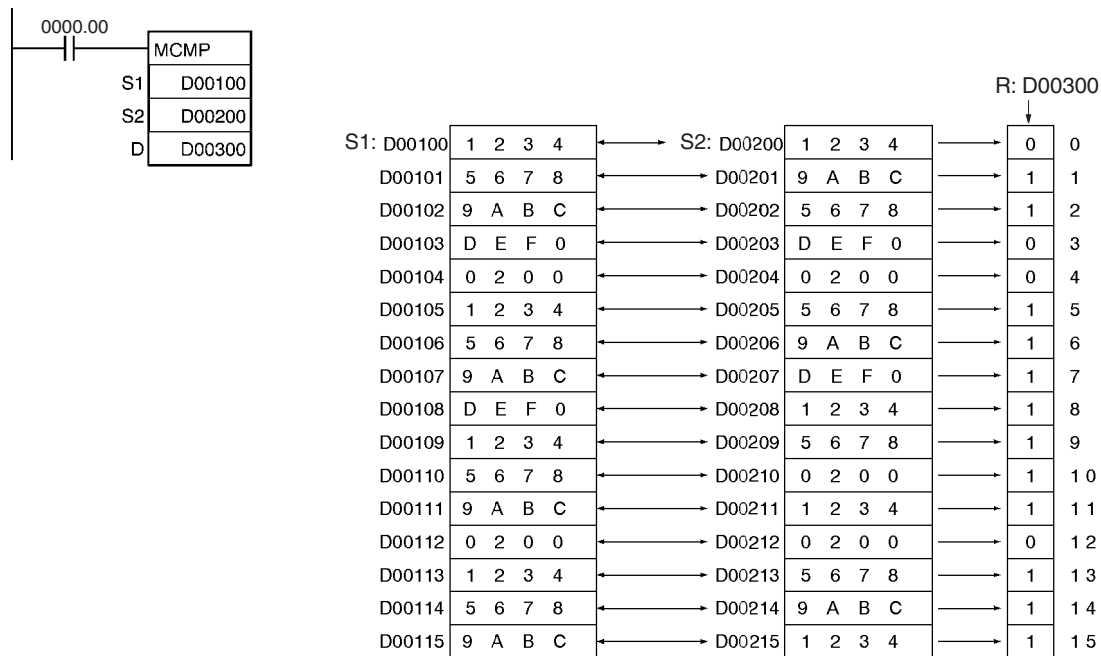 0000.00
MCMP
S1 D00100
S2 D00200
D D00300
R: D00300
S1: D00100 1 2 3 4 S2: D00200 1 2 3 4 0 0
D00101 5 6 7 8 D00201 9 A B C 1 1
D00102 9 A B C D00202 5 6 7 8 1 2
D00103 D E F 0 D00203 D E F 0 0 3
D00104 0 2 0 0 D00204 0 2 0 0 0 4
D00105 1 2 3 4 D00205 5 6 7 8 1 5
D00106 5 6 7 8 D00206 9 A B C 1 6
D00107 9 A B C D00207 D E F 0 1 7
D00108 D E F 0 D00208 1 2 3 4 1 8
D00109 1 2 3 4 D00209 5 6 7 8 1 9
D00110 5 6 7 8 D00210 0 2 0 0 1 10
D00111 9 A B C D00211 1 2 3 4 1 11
D00112 0 2 0 0 D00212 0 2 0 0 0 12
D00113 1 2 3 4 D00213 5 6 7 8 1 13
D00114 5 6 7 8 D00214 9 A B C 1 14
D00115 9 A B C D00215 1 2 3 4 1 15